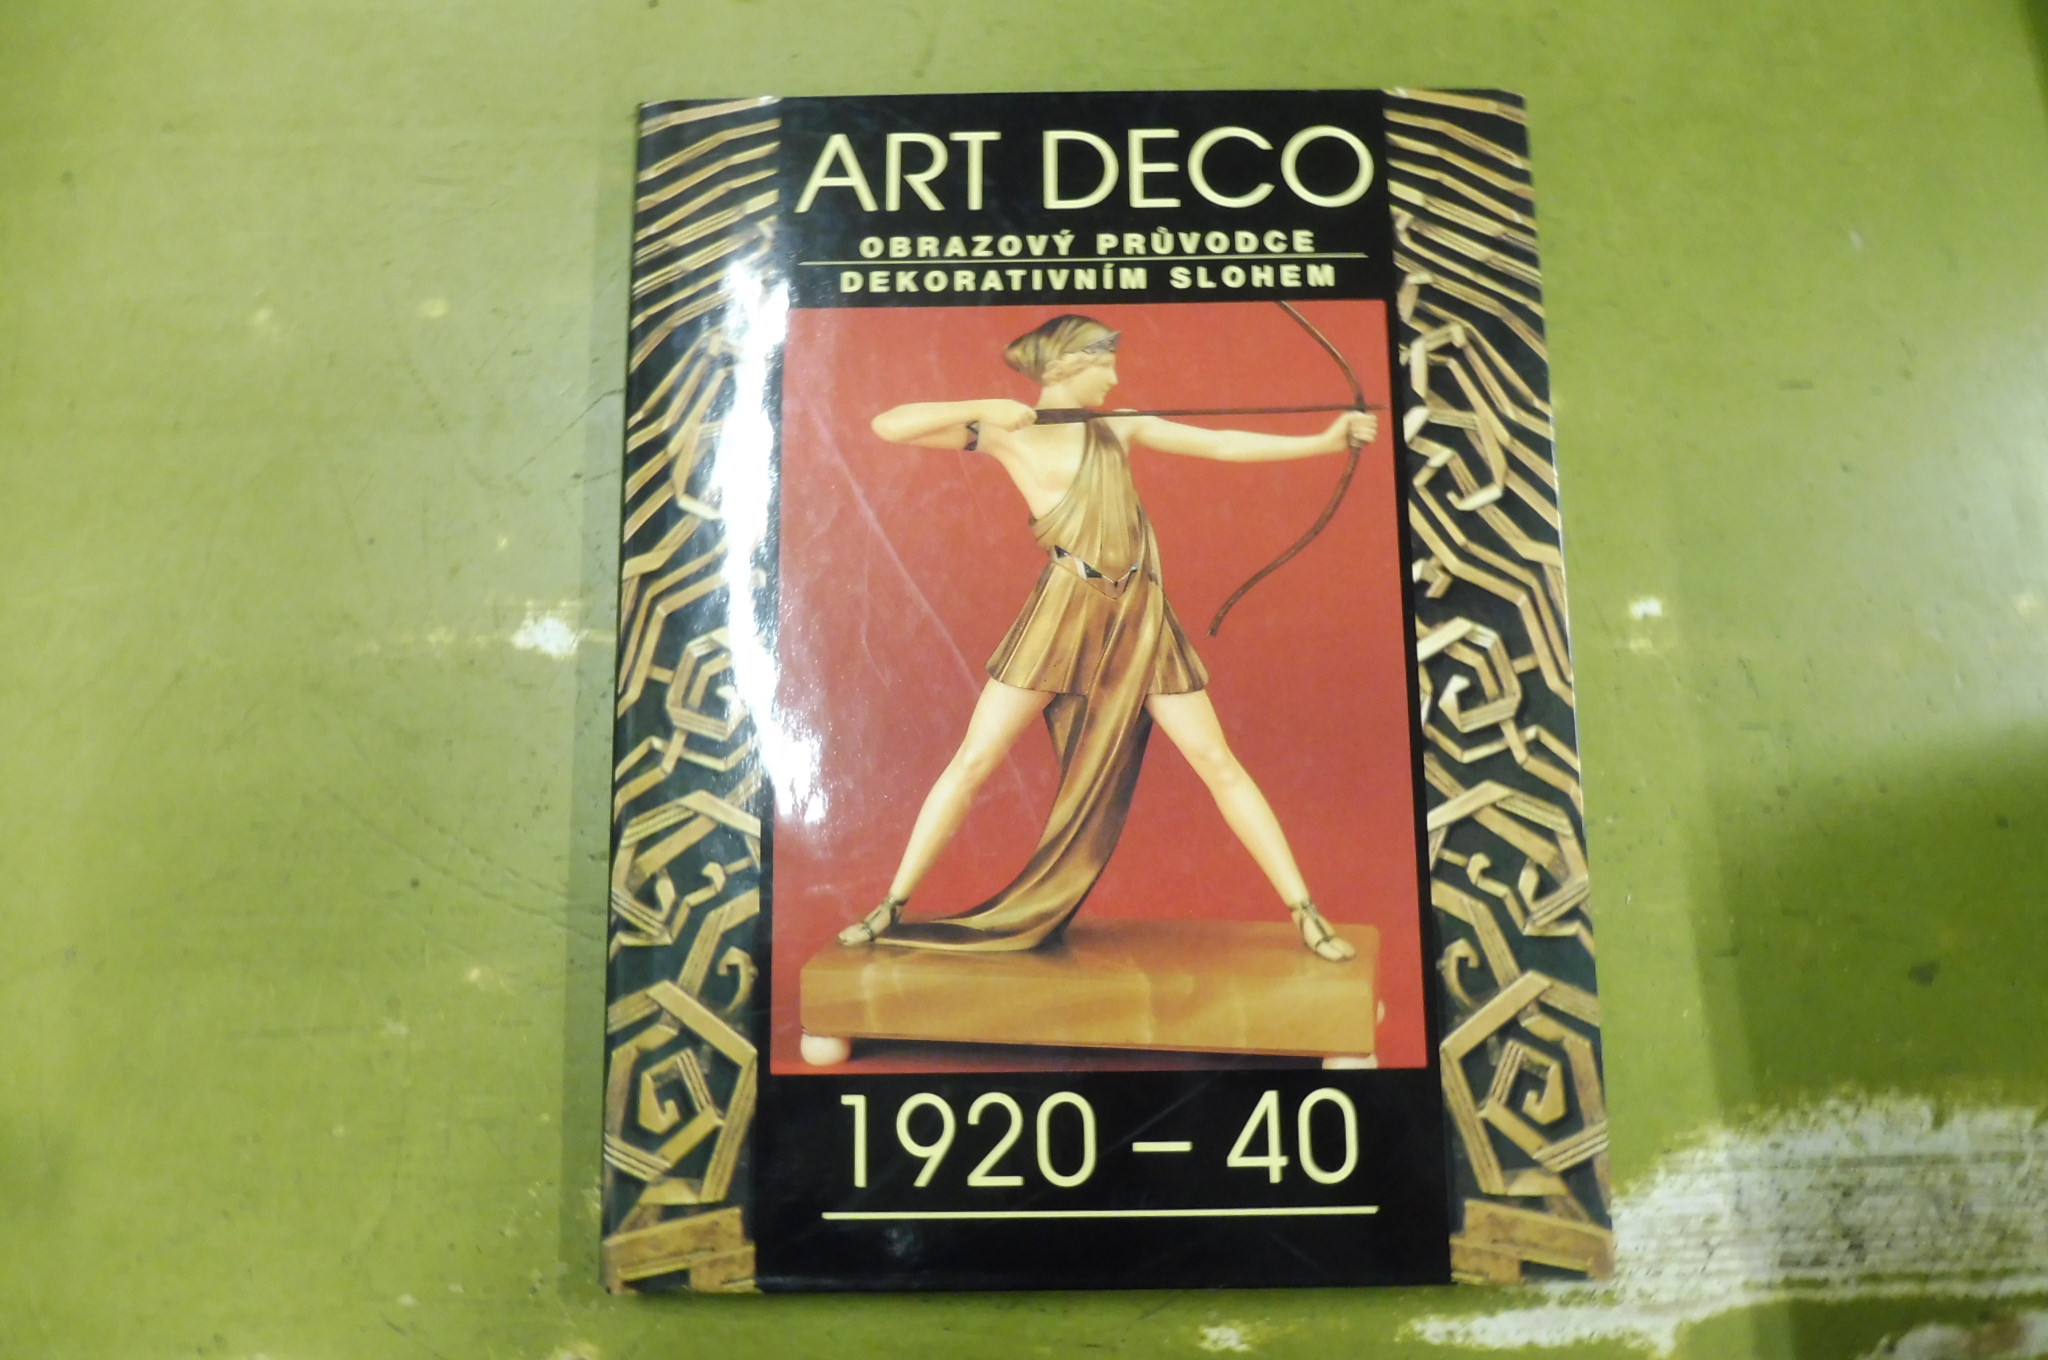 ART DECO
OBRAZOVÝ PRŮVODCE
DEKORATIVNÍM SLOHEM
1920 – 40